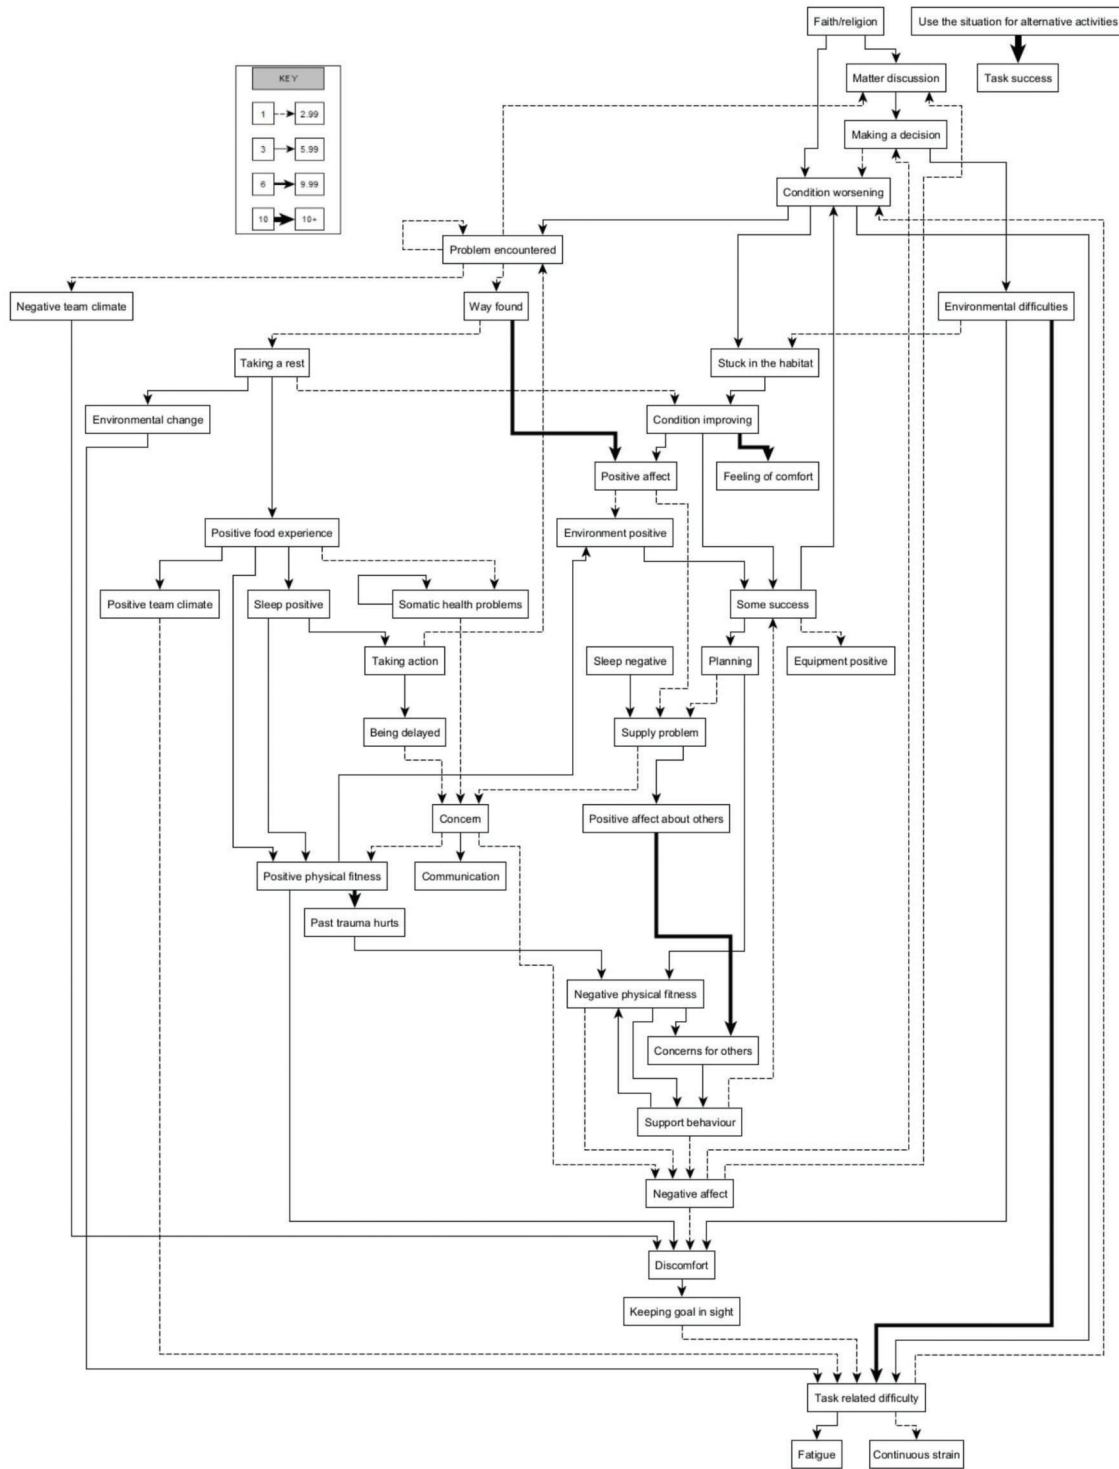 Faith/religion
Use the situation for alternative activities
KEY
Matter discussion
Task success
1
2.99
Making a decision
3
5.99
6
9.99
Condition worsening
10
10+
Problem encountered
Negative team climate
Way found
Environmental difficulties
Taking a rest
Stuck in the habitat
Environmental change
Condition improving
Positive affect
Feeling of comfort
Positive food experience
Environment positive
Positive team climate
Sleep positive
Somatic health problems
Some success
Taking action
Sleep negative
Planning
Equipment positive
Being delayed
Supply problem
Concern
Positive affect about others
Positive physical fitness
Communication
Past trauma hurts
Negative physical fitness
Concerns for others
Support behaviour
Negative affect
Discomfort
Keeping goal in sight
Task related difficulty
Fatigue
Continuous strain